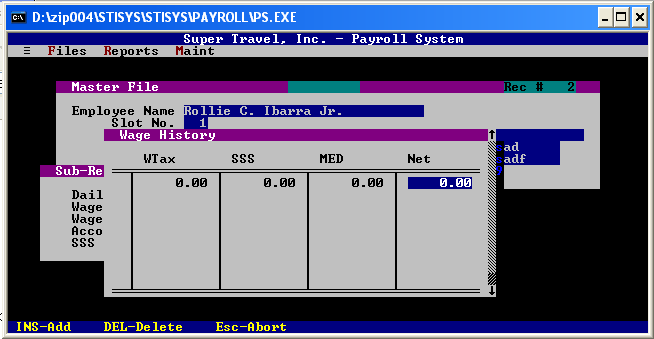 D:\zip004\STISYS\STISYS\PAYROLL\PS.EXE
Super Travel, Inc. - Payroll System
≡ Files Reports Maint
Master File Rec # 2
Employee Name Rollie C. Ibarra Jr.
Slot No. 1
Wage History
WTax SSS MED Net
ad
adf
Sub-Re
0.00 0.00 0.00 0.00
Dail
Wage
Wage
Acco
SSS
INS-Add DEL-Delete Esc-Abort